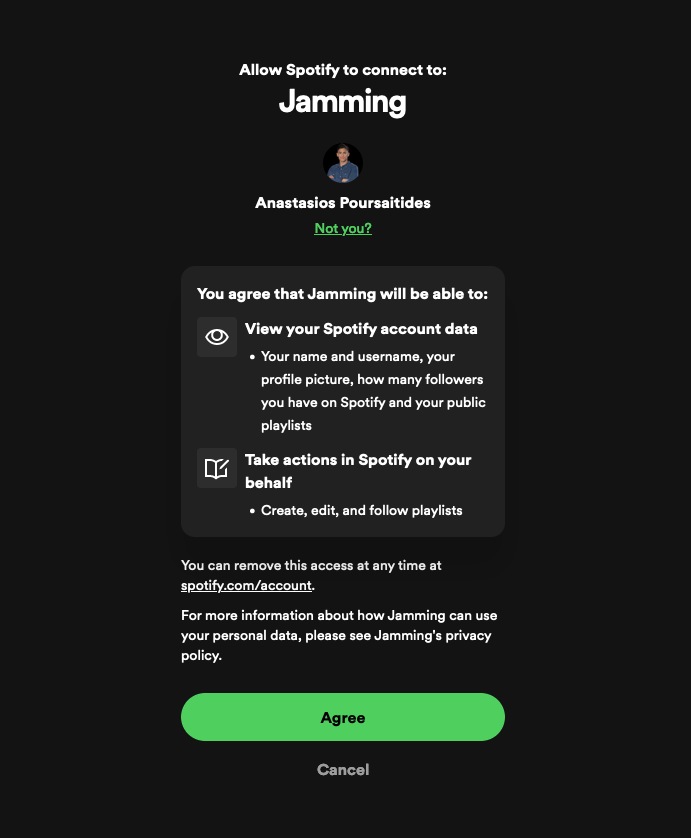 Allow Spotify to connect to:
Jamming
Anastasios Poursaitides
Not you?
You agree that Jamming will be able to:
View your Spotify account data
• Your name and username, your
profile picture, how many followers
you have on Spotify and your public
playlists
Take actions in Spotify on your
behalf
• Create, edit, and follow playlists
You can remove this access at any time at
spotify.com/account.
For more information about how Jamming can use
your personal data, please see Jamming's privacy
policy.
Agree
Cancel